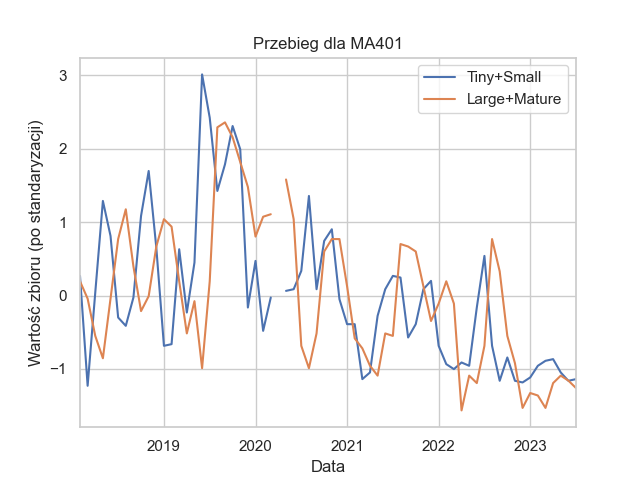 Przebieg dla MA401
Tiny+Small
Large+Mature
Wartość zbioru (po standaryzacji)
3
2
1
0
−1
2019
2020
2021
2022
2023
Data